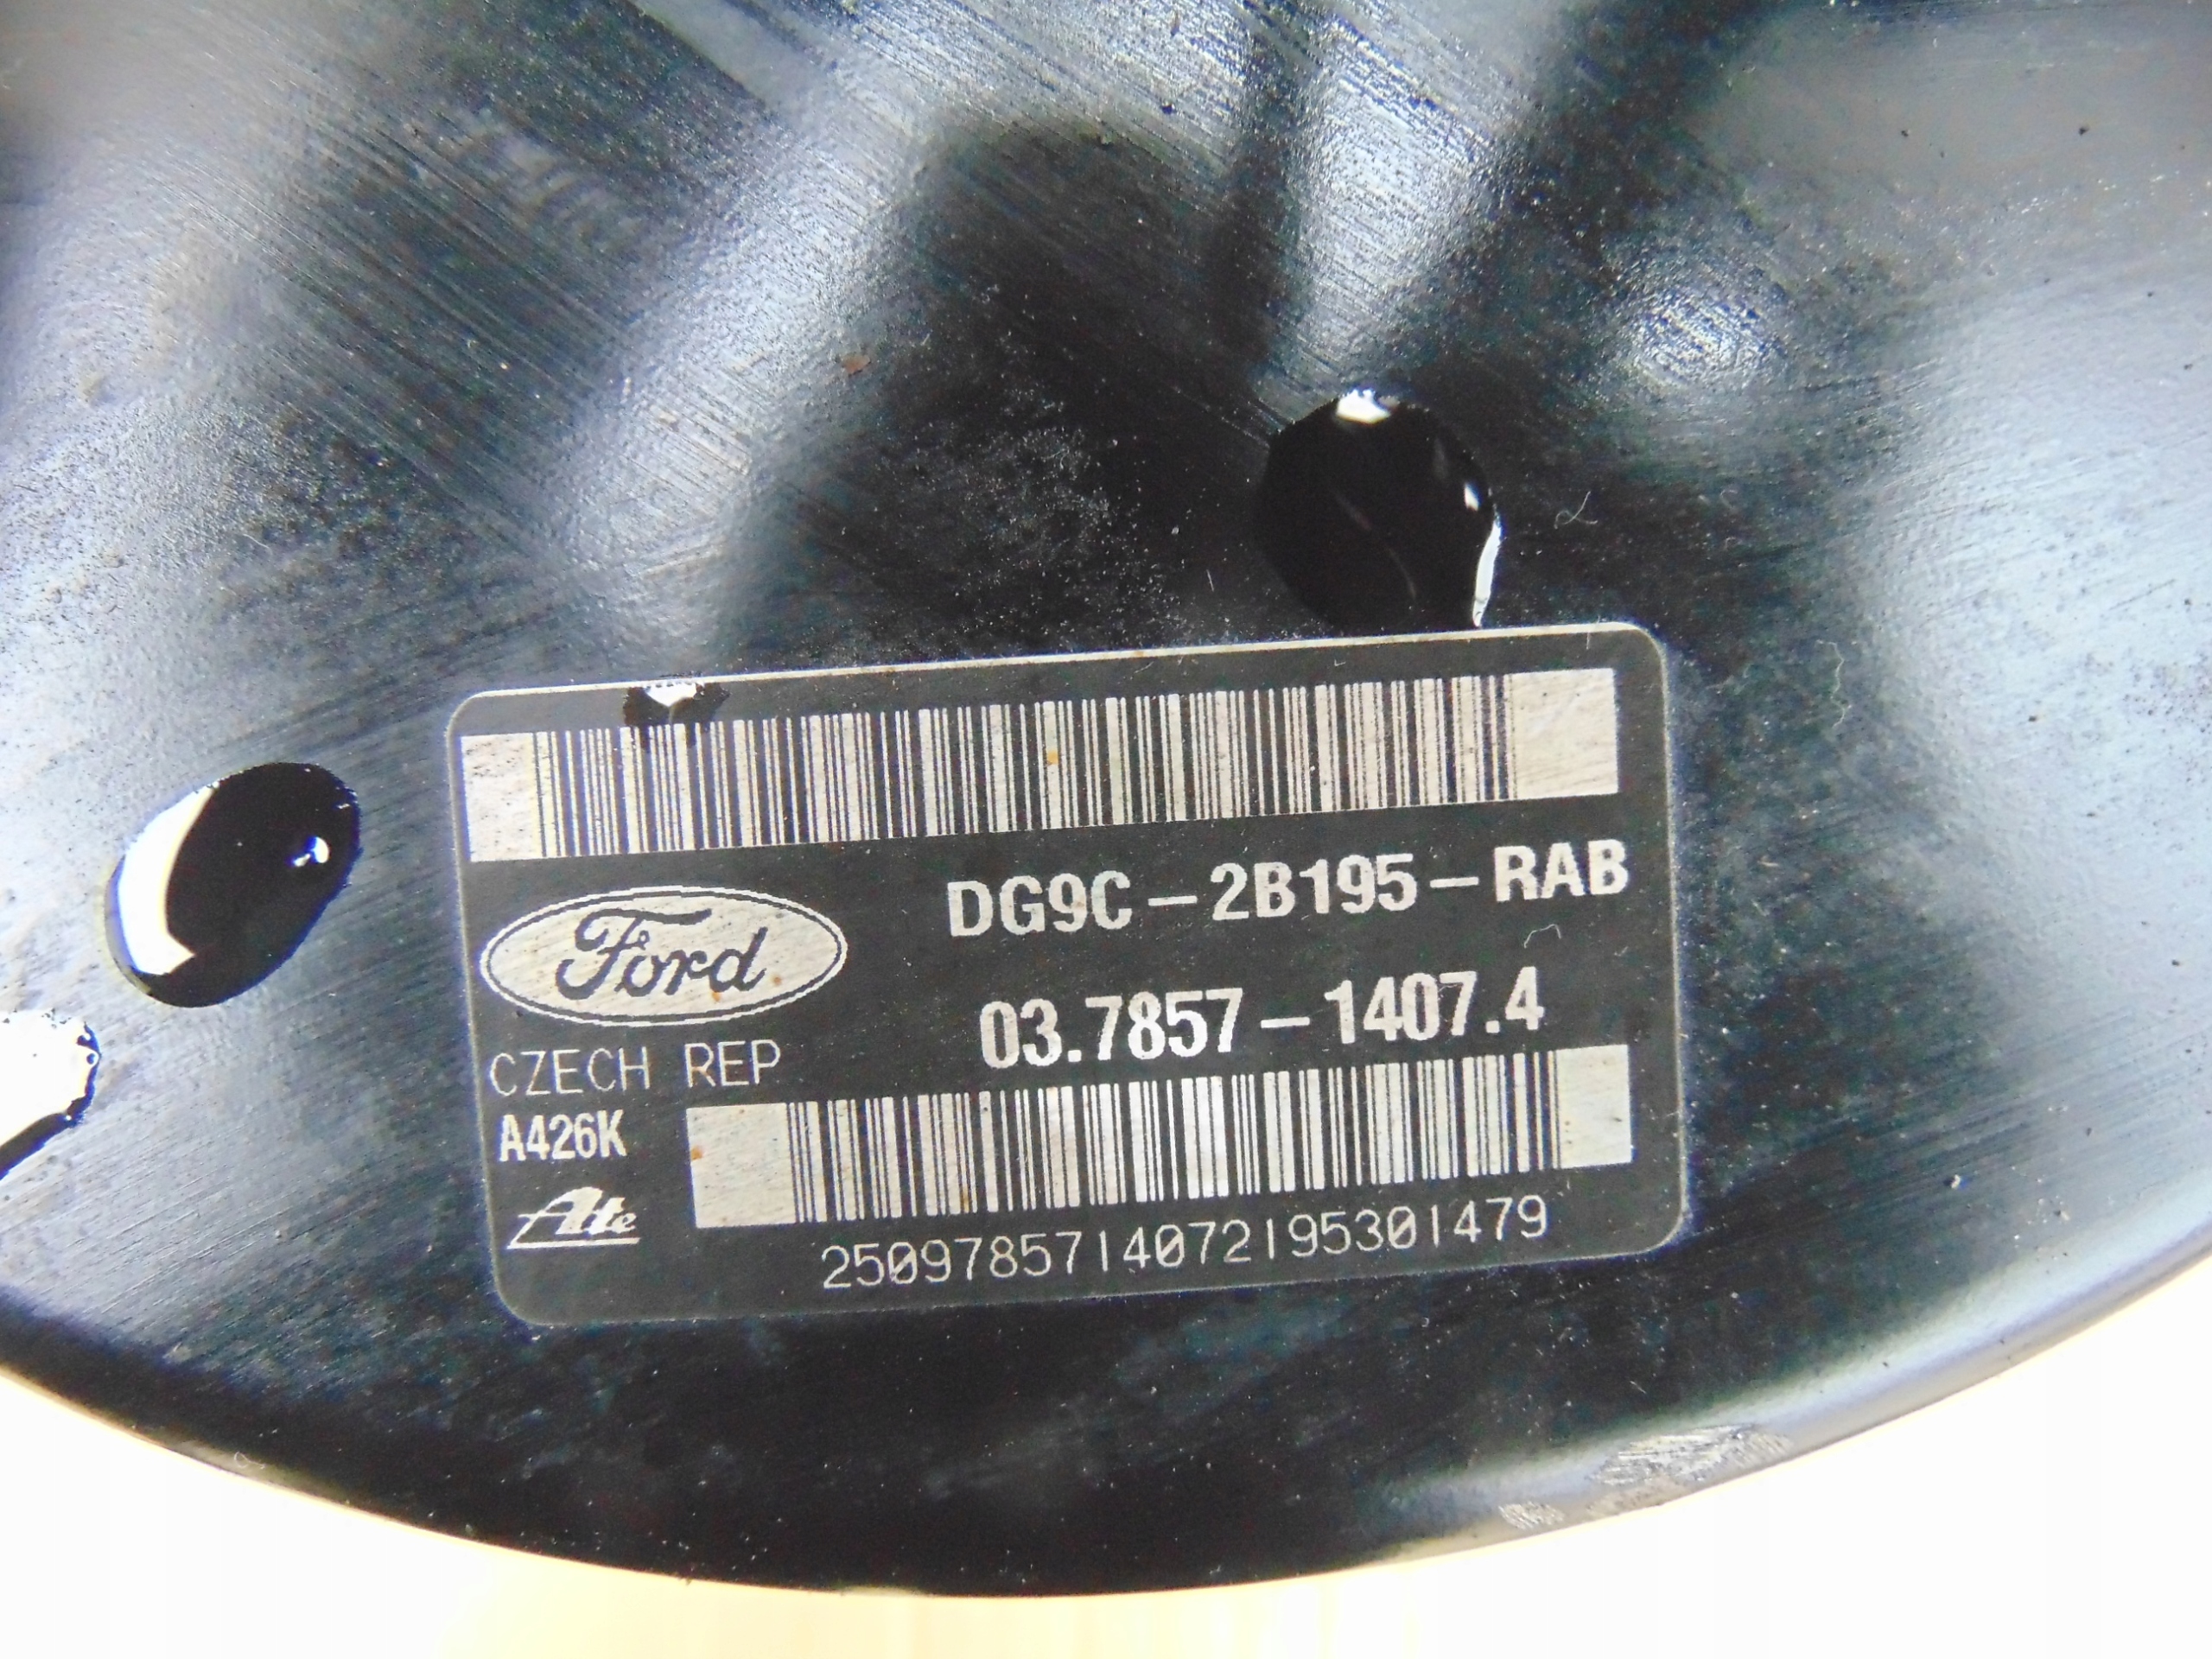 DG9C-2B195-RAB
Ford
03.7857-1407.4
CZECH REP
A426K
Ate
2509785714072195301479